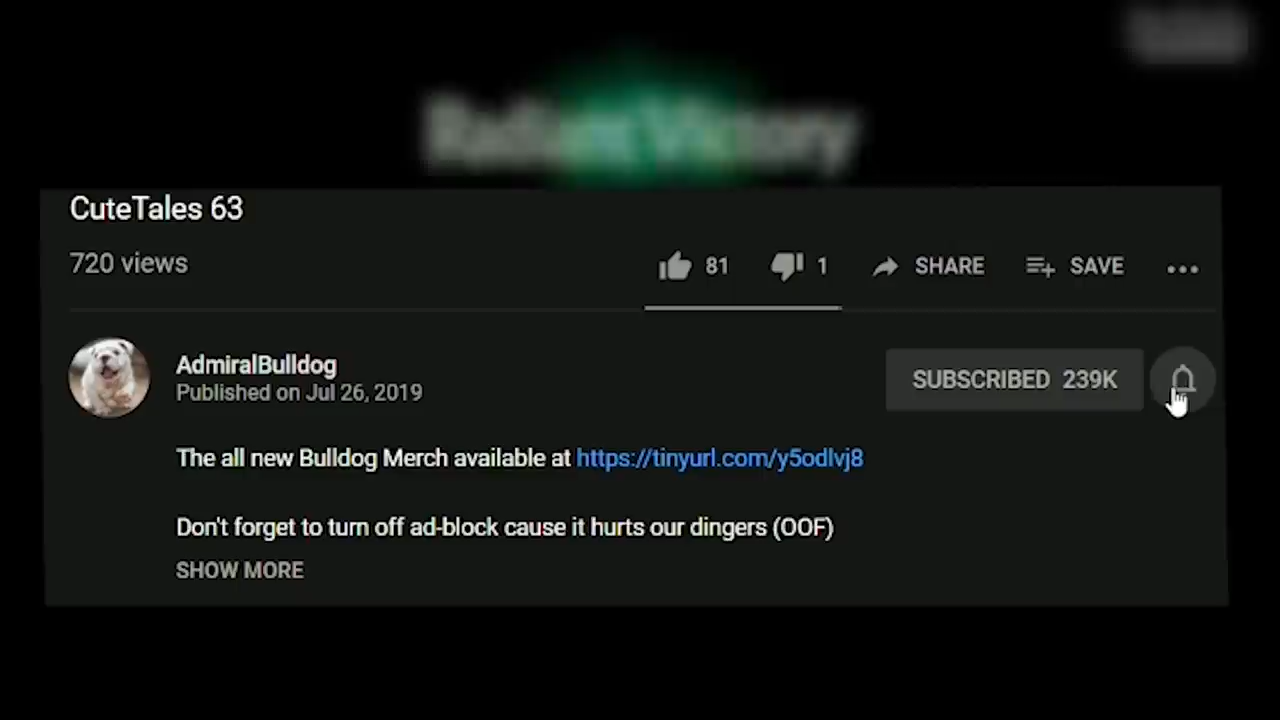 Radiant Victory
CuteTales 63
720 views
81
1
SHARE
SAVE
AdmiralBulldog
Published on Jul 26, 2019
SUBSCRIBED 239K
The all new Bulldog Merch available at https://tinyurl.com/y5odlvj8
Don't forget to turn off ad-block cause it hurts our dingers (OOF)
SHOW MORE